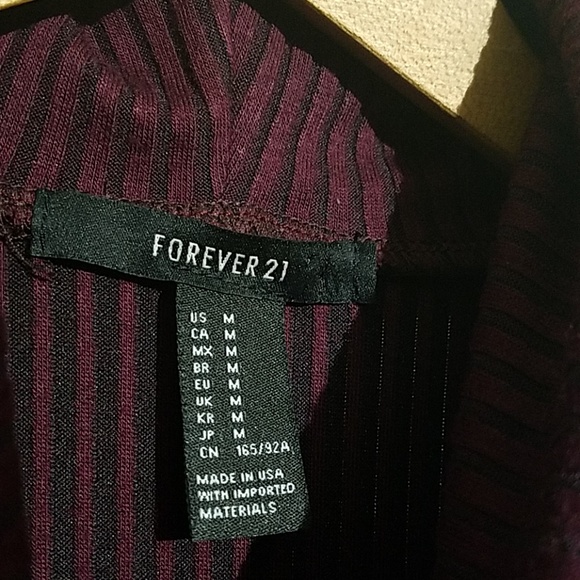 FOREVER 21
US M
CA M
MX M
BR M
EU M
UK M
KR M
JP M
CN 165/92A
MADE IN USA
WITH IMPORTED
MATERIALS